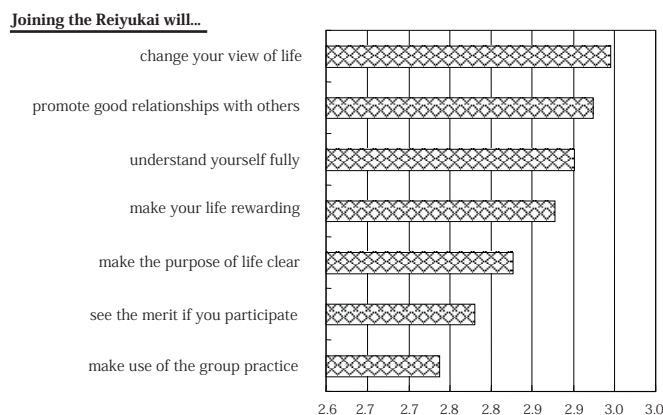 Joining the Reiyukai will...
change your view of life
promote good relationships with others
understand yourself fully
make your life rewarding
make the purpose of life clear
see the merit if you participate
make use of the group practice
2.6 2.7 2.7 2.8 2.8 2.9 2.9 3.0 3.0